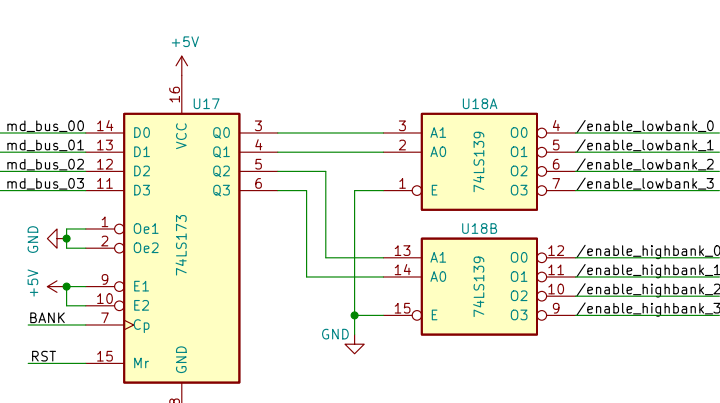 +5V
16
U17
VCC
md_bus_00 14 D0 Q0 3
md_bus_01 13 D1 Q1 4
md_bus_02 12 D2 Q2 5
md_bus_03 11 D3 Q3 6
GND
1 Oe1
2 Oe2
74LS173
+5V
9 E1
10 E2
BANK 7 Cp
RST 15 Mr
GND
8
U18A
3 A1 O0 4 /enable_lowbank_0
2 A0 O1 5 /enable_lowbank_1
O2 6 /enable_lowbank_2
1 E O3 7 /enable_lowbank_3
74LS139
U18B
13 A1 O0 12 /enable_highbank_0
14 A0 O1 11 /enable_highbank_1
O2 10 /enable_highbank_2
15 E O3 9 /enable_highbank_3
74LS139
GND